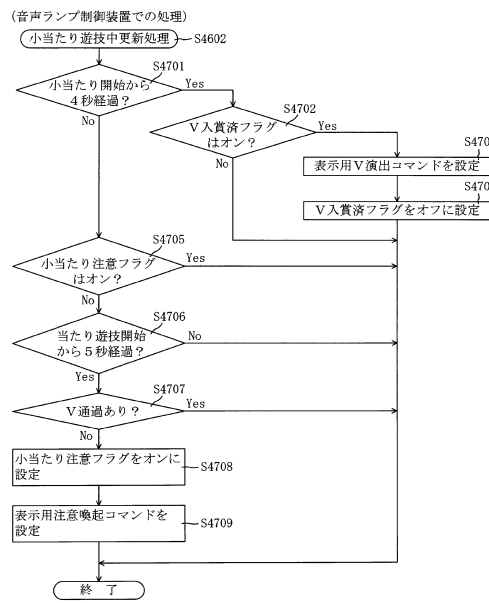 (音声ランプ制御装置での処理)
小当たり遊技中更新処理
S4602
S4701
小当たり開始から
4秒経過?
Yes
No
S4702
V入賞済フラグ
はオン?
Yes
No
表示用V演出コマンドを設定
V入賞済フラグをオフに設定
S4705
小当たり注意フラグ
はオン?
Yes
No
S4706
当たり遊技開始
から5秒経過?
No
Yes
S4707
V通過あり?
Yes
No
小当たり注意フラグをオンに
設定
S4708
表示用注意喚起コマンドを
設定
S4709
終 了